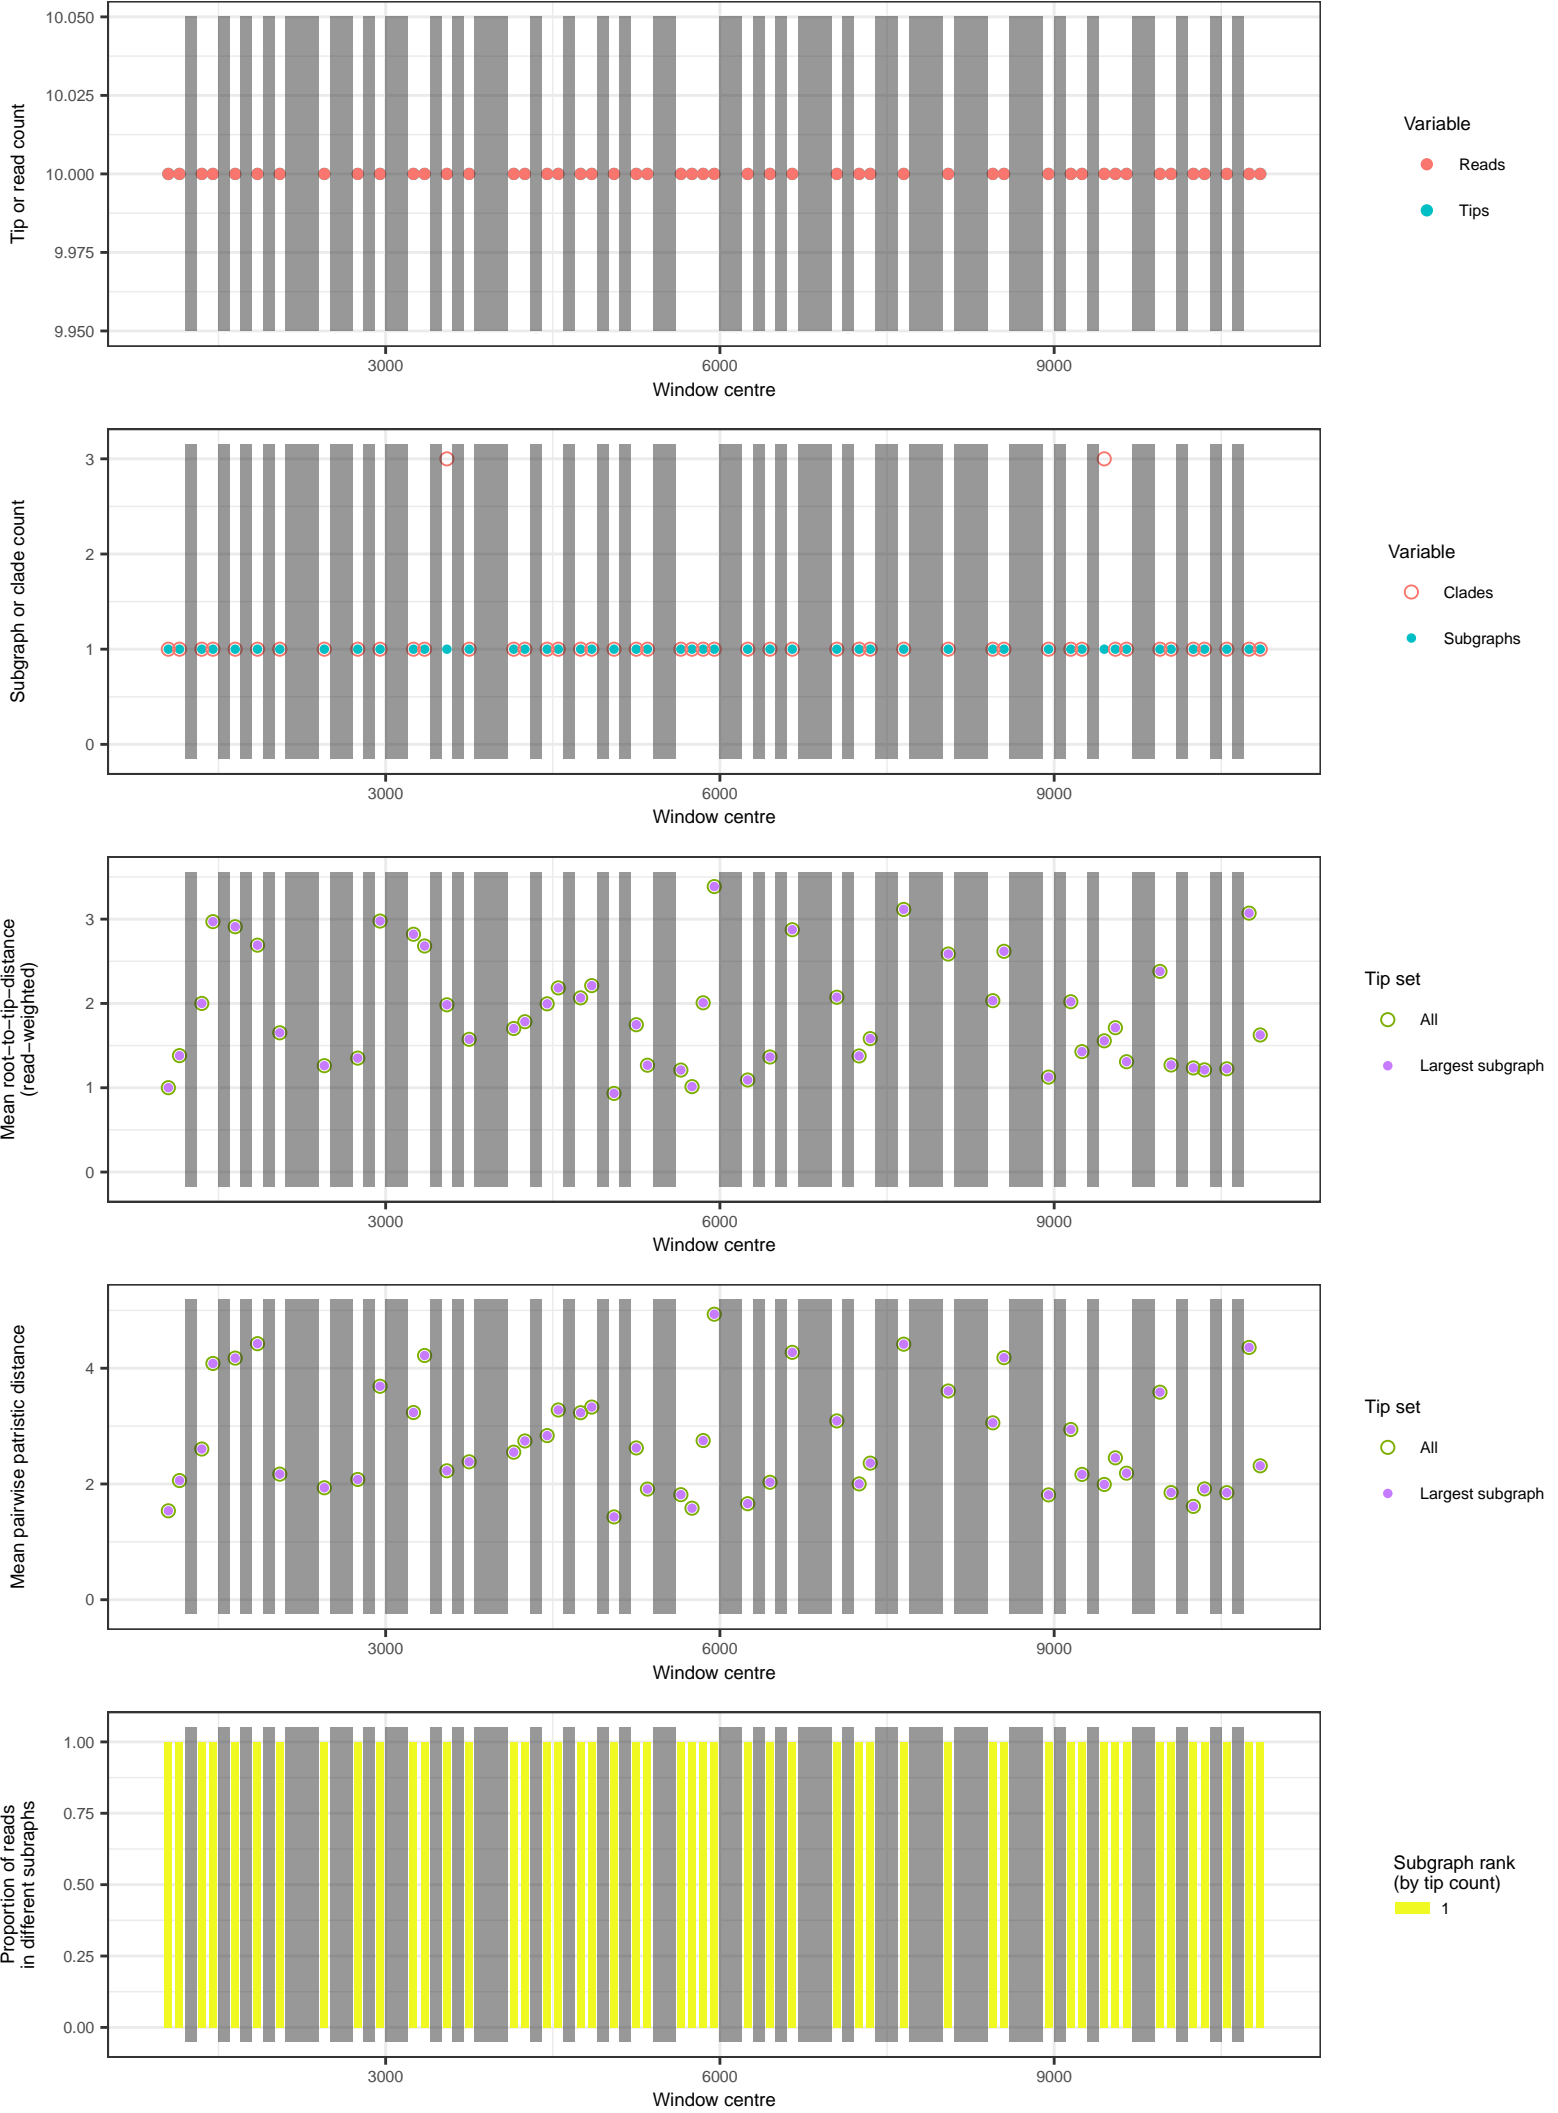 10.050
10.025
10.000
9.975
9.950
Tip or read count
3000
6000
9000
Window centre
Variable
Reads
Tips
3
2
1
0
Subgraph or clade count
3000
6000
9000
Window centre
Variable
Clades
Subgraphs
3
2
1
0
Mean root−to−tip−distance
(read−weighted)
3000
6000
9000
Window centre
Tip set
All
Largest subgraph
4
2
0
Mean pairwise patristic distance
3000
6000
9000
Window centre
Tip set
All
Largest subgraph
1.00
0.75
0.50
0.25
0.00
Proportion of reads
in different subraphs
3000
6000
9000
Window centre
Subgraph rank
(by tip count)
1